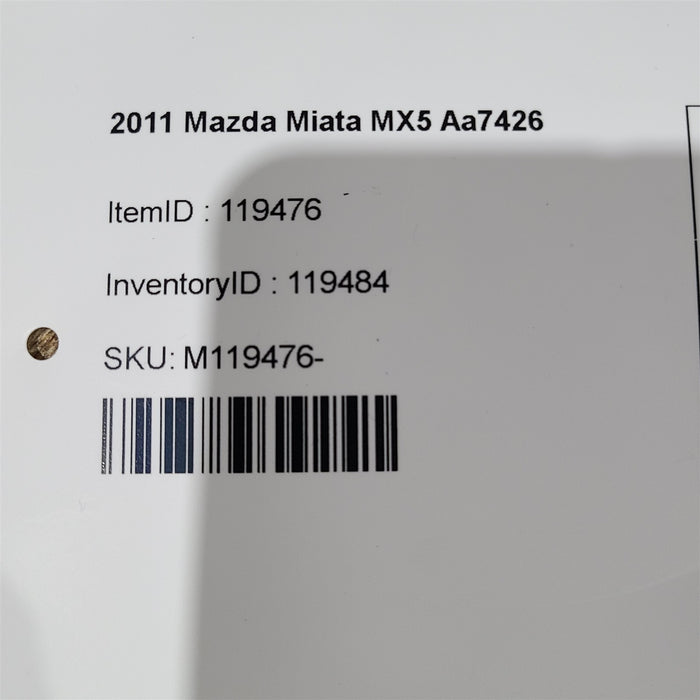 2011 Mazda Miata MX5 Aa7426
ItemID : 119476
InventoryID : 119484
SKU: M119476-